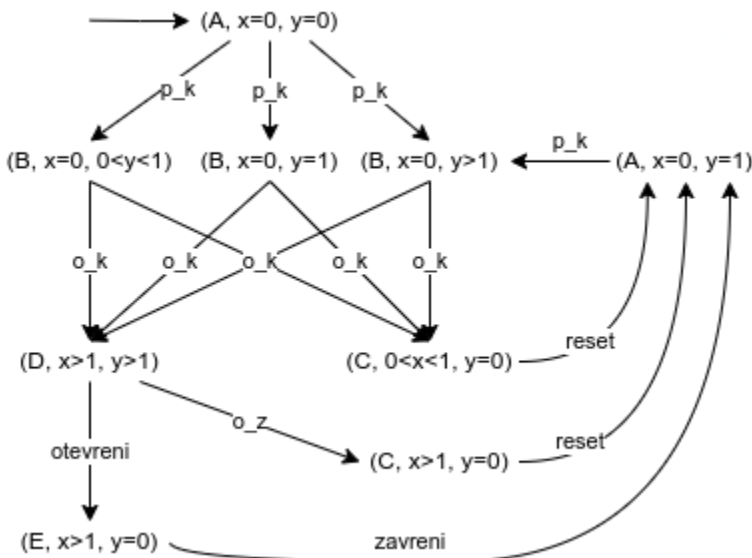 (A, x=0, y=0)
p_k p_k p_k
p_k
(B, x=0, 0<y<1) (B, x=0, y=1) (B, x=0, y>1) (A, x=0, y=1)
o_k o_k o_k o_k o_k
reset
(D, x>1, y>1) (C, 0<x<1, y=0)
o_z
reset
otevreni
(C, x>1, y=0)
(E, x>1, y=0) zavreni